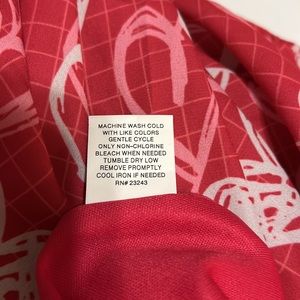 MACHINE WASH COLD
WITH LIKE COLORS
GENTLE CYCLE
ONLY NON-CHLORINE
BLEACH WHEN NEEDED
TUMBLE DRY LOW
REMOVE PROMPTLY
COOL IRON IF NEEDED
RN# 23243